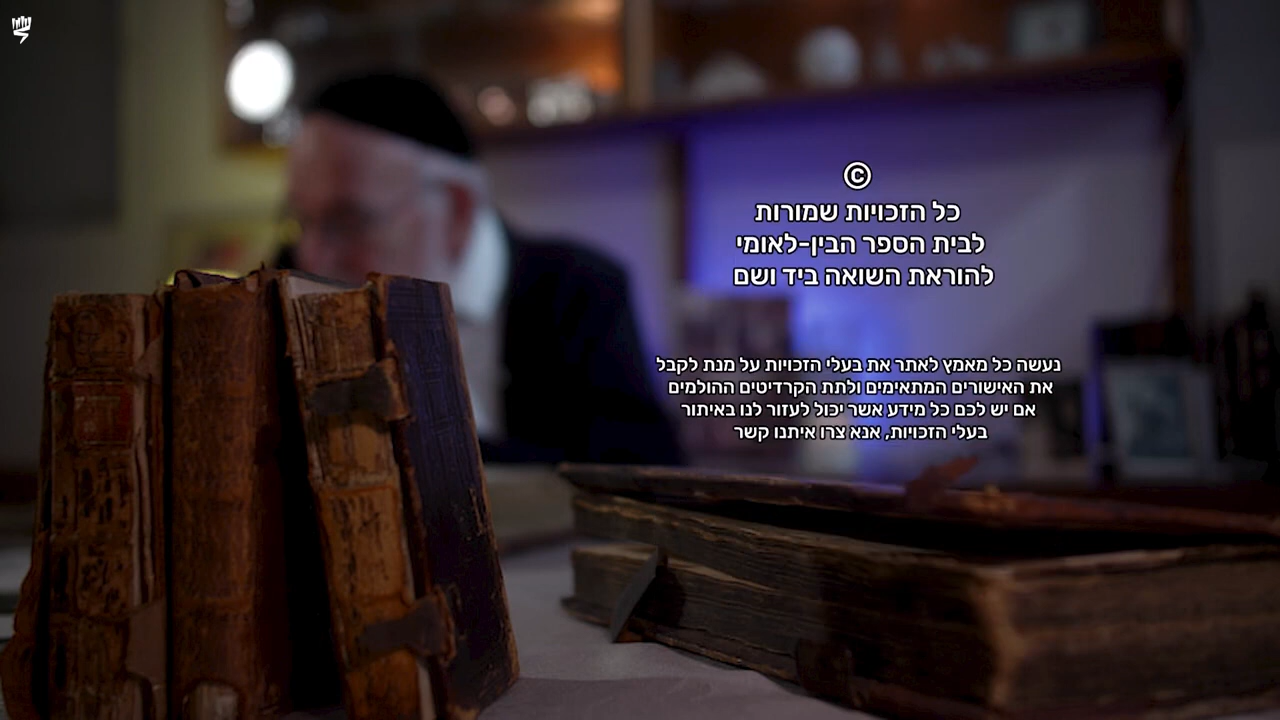 ©
כל הזכויות שמורות
לבית הספר הבין-לאומי
להוראת השואה ביד ושם
נעשה כל מאמץ לאתר את בעלי הזכויות על מנת לקבל
את האישורים המתאימים ולתת הקרדיטים ההולמים
אם יש לכם כל מידע אשר יכול לעזור לנו באיתור
בעלי הזכויות, אנא צרו איתנו קשר